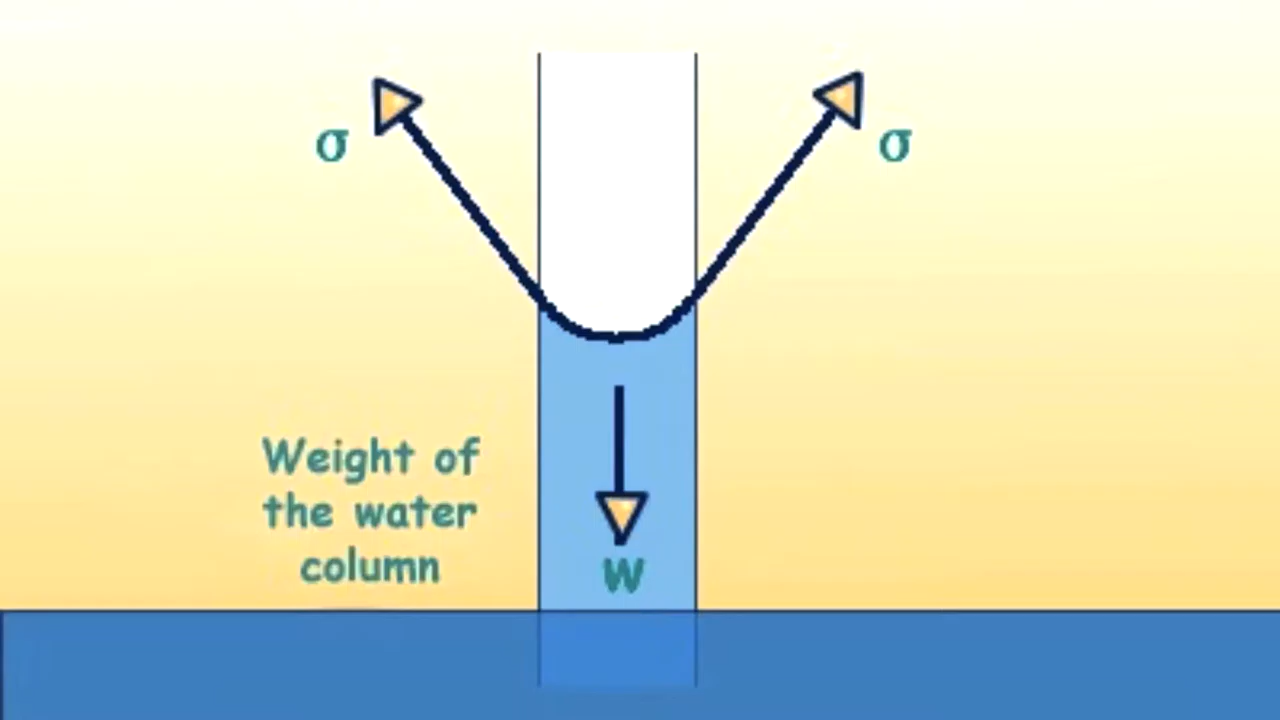 σ
σ
Weight of
the water
column
W